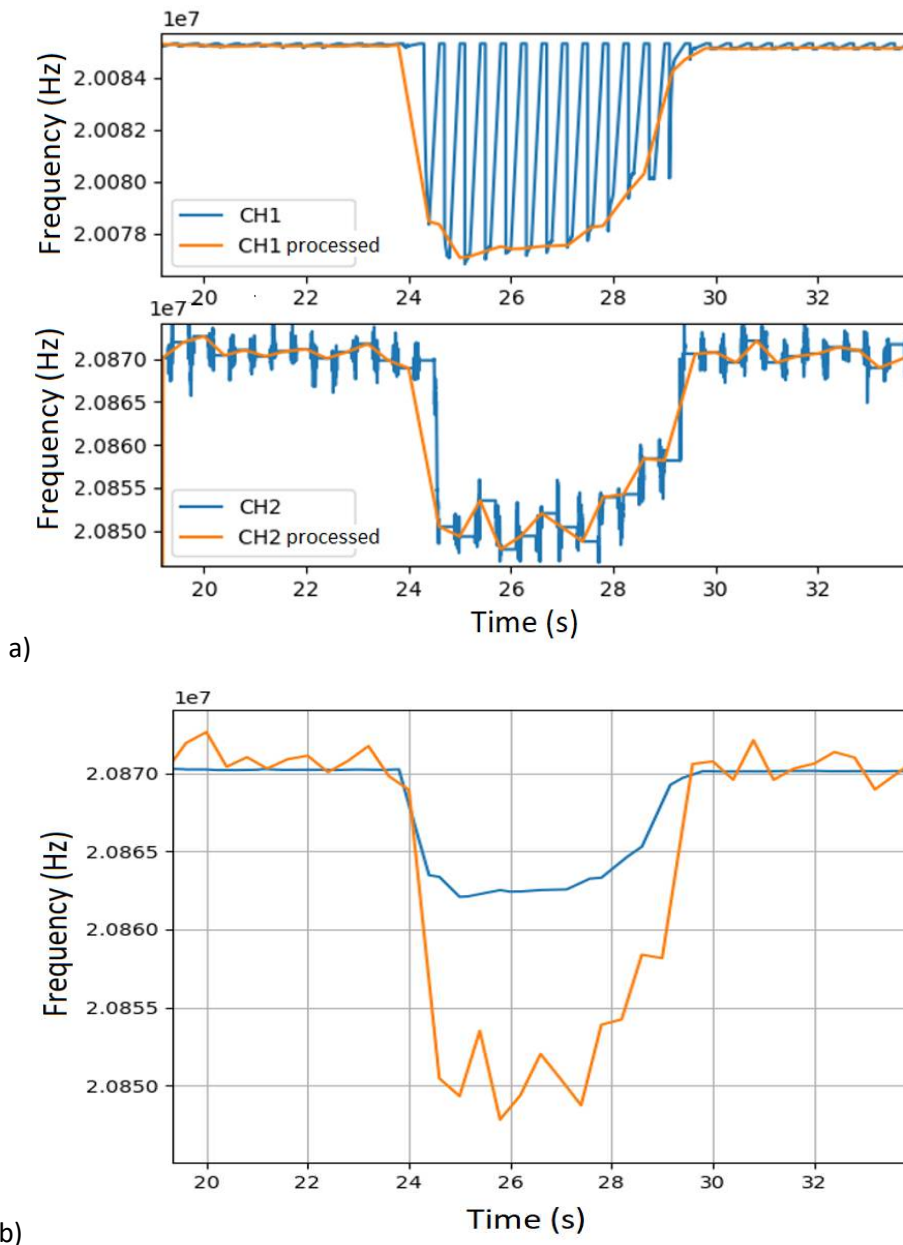 1e7
Frequency (Hz)
2.0084
2.0082
2.0080
2.0078
CH1
CH1 processed
20 22 24 26 28 30 32
1e7
Frequency (Hz)
2.0870
2.0865
2.0860
2.0855
2.0850
CH2
CH2 processed
20 22 24 26 28 30 32
Time (s)
a)
1e7
Frequency (Hz)
2.0870
2.0865
2.0860
2.0855
2.0850
20 22 24 26 28 30 32
Time (s)
b)